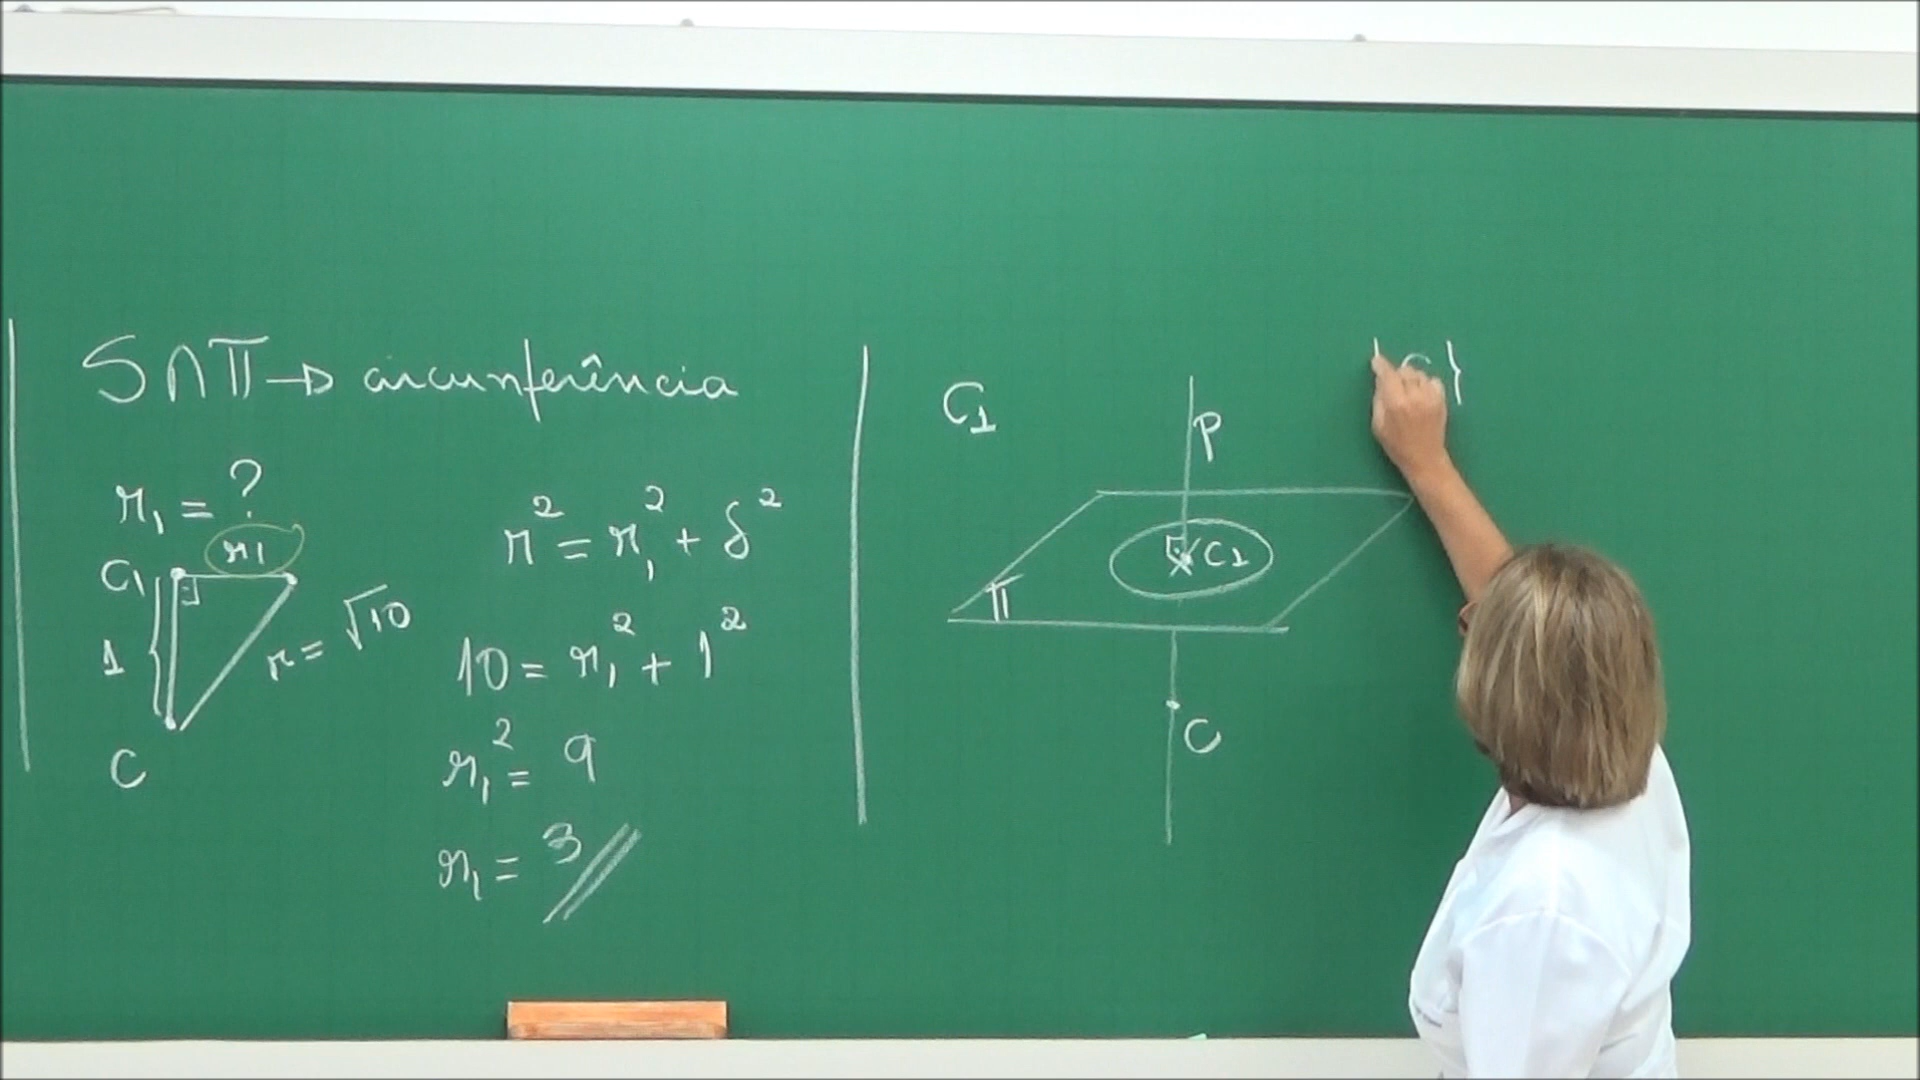 S∩π → circunferência
r₁ = ?
r₁
C₁
1
r = √10
C
r² = r₁² + δ²
10 = r₁² + 1²
r₁² = 9
r₁ = 3
C₁
p
C₁
π
C